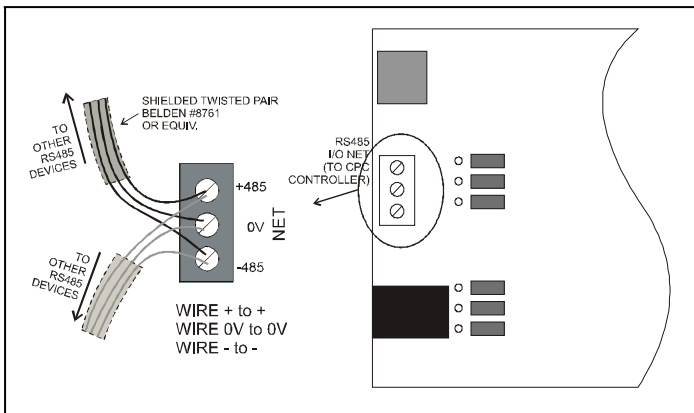 SHIELDED TWISTED PAIR
BELDEN #8761
OR EQUIV.
TO
OTHER
RS485
DEVICES
+485
0V
-485
NET
TO
OTHER
RS485
DEVICES
WIRE + to +
WIRE 0V to 0V
WIRE - to -
RS485
I/O NET
(TO CPC
CONTROLLER)